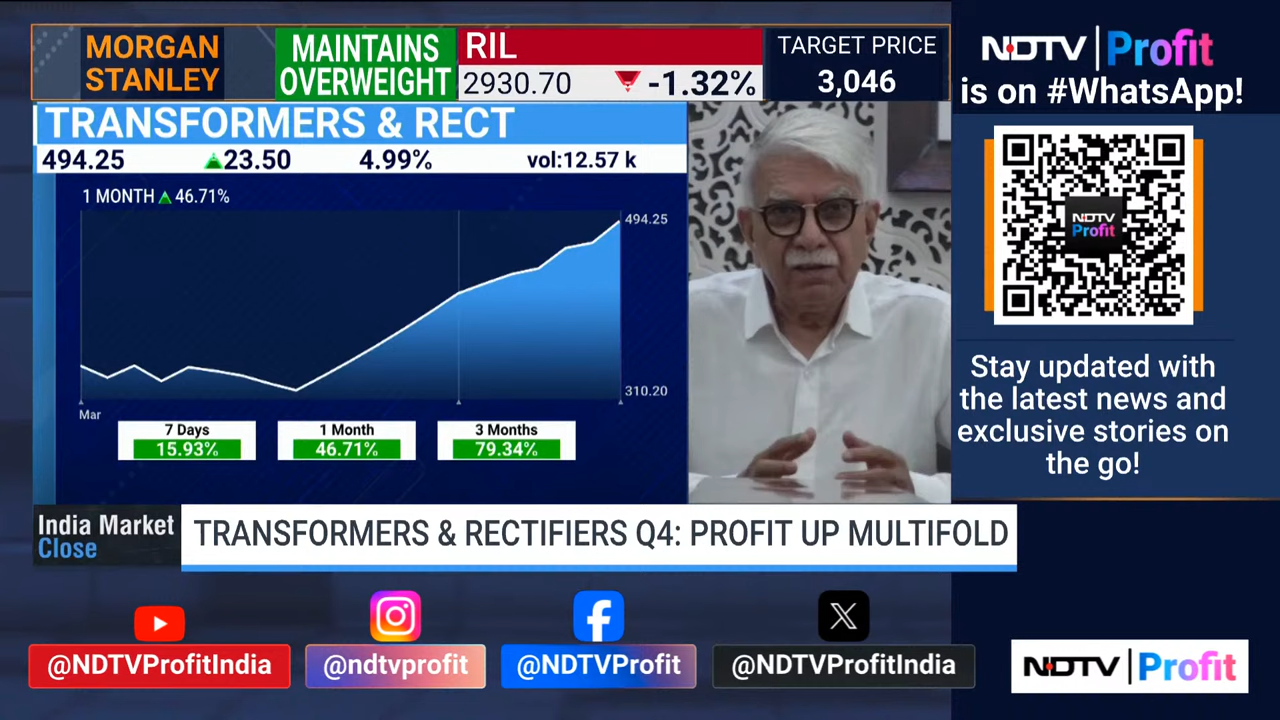 MORGAN
STANLEY
MAINTAINS
OVERWEIGHT
RIL
2930.70 -1.32%
TARGET PRICE
3,046
NDTV Profit
is on #WhatsApp!
TRANSFORMERS & RECT
494.25 23.50 4.99% vol:12.57 k
1 MONTH 46.71%
494.25
310.20
Mar
7 Days
15.93%
1 Month
46.71%
3 Months
79.34%
NDTV
Profit
Stay updated with
the latest news and
exclusive stories on
the go!
India Market
Close
TRANSFORMERS & RECTIFIERS Q4: PROFIT UP MULTIFOLD
@NDTVProfitIndia
@ndtvprofit
@NDTVProfit
@NDTVProfitIndia
NDTV Profit